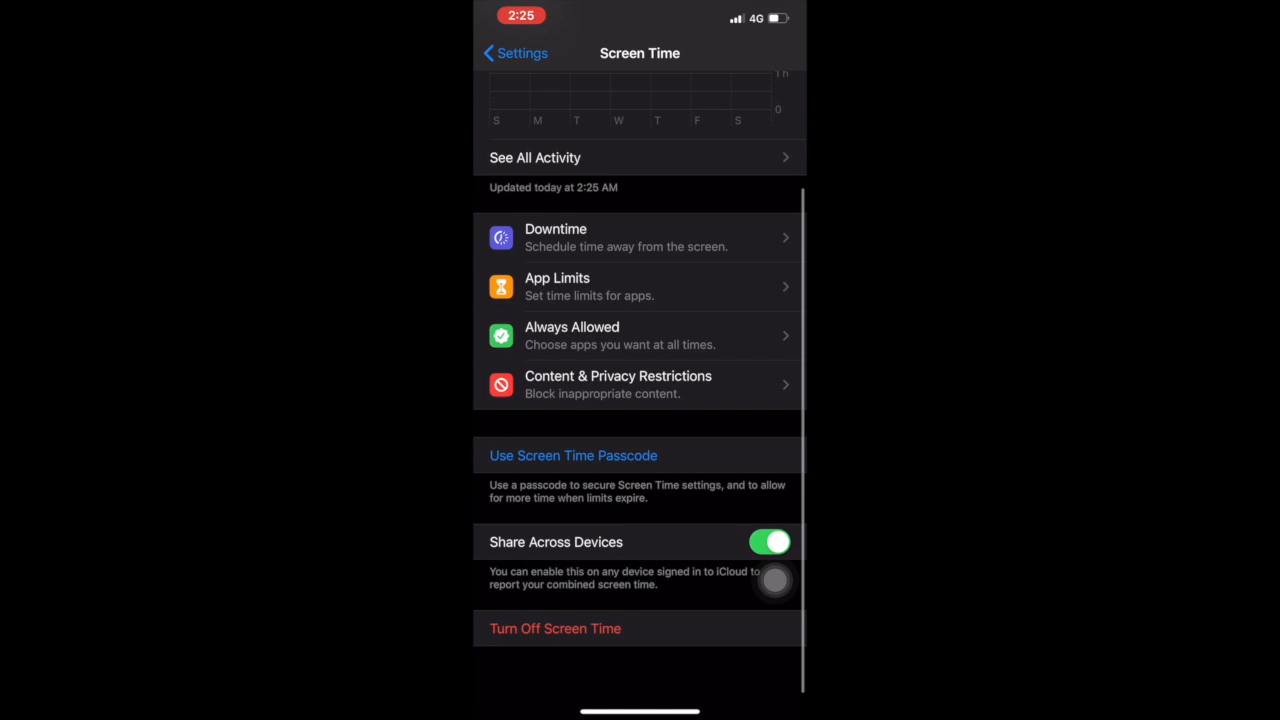 2:25
4G
Settings
Screen Time
1h
0
S M T W T F S
See All Activity
Updated today at 2:25 AM
Downtime
Schedule time away from the screen.
App Limits
Set time limits for apps.
Always Allowed
Choose apps you want at all times.
Content & Privacy Restrictions
Block inappropriate content.
Use Screen Time Passcode
Use a passcode to secure Screen Time settings, and to allow
for more time when limits expire.
Share Across Devices
You can enable this on any device signed in to iCloud to
report your combined screen time.
Turn Off Screen Time